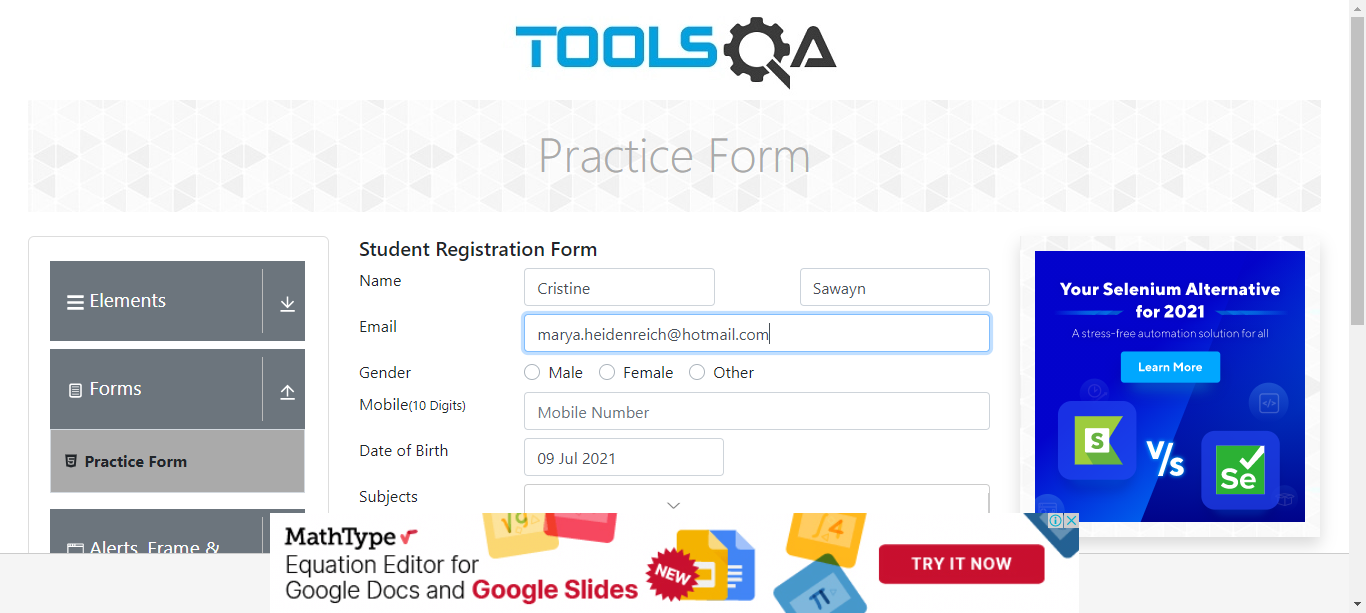 TOOLSQA
Practice Form
Elements
Forms
Practice Form
Alerts, Frame &
Student Registration Form
Name
Cristine
Sawayn
Email
marya.heidenreich@hotmail.com
Gender
Male
Female
Other
Mobile(10 Digits)
Mobile Number
Date of Birth
09 Jul 2021
Subjects
Your Selenium Alternative
for 2021
A stress-free automation solution for all
Learn More
S
V/s
Se
MathType
Equation Editor for
Google Docs and Google Slides
NEW
√9
π
TRY IT NOW